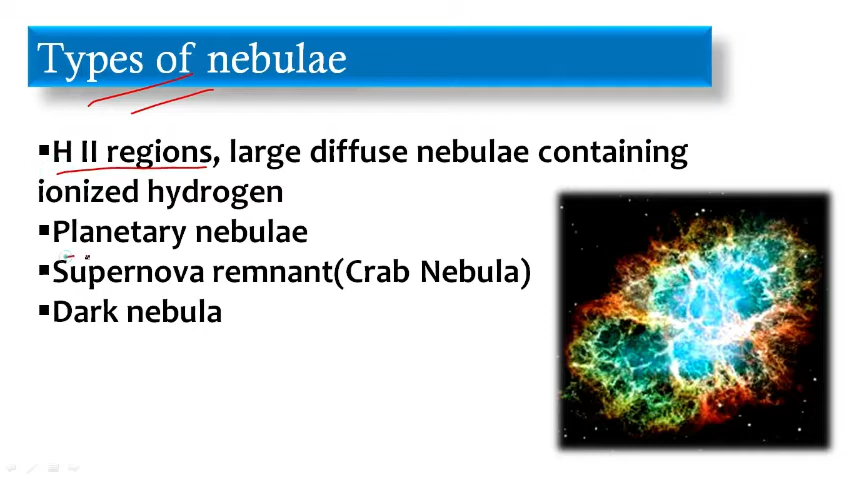 Types of nebulae
▪H II regions, large diffuse nebulae containing
ionized hydrogen
▪Planetary nebulae
▪Supernova remnant(Crab Nebula)
▪Dark nebula